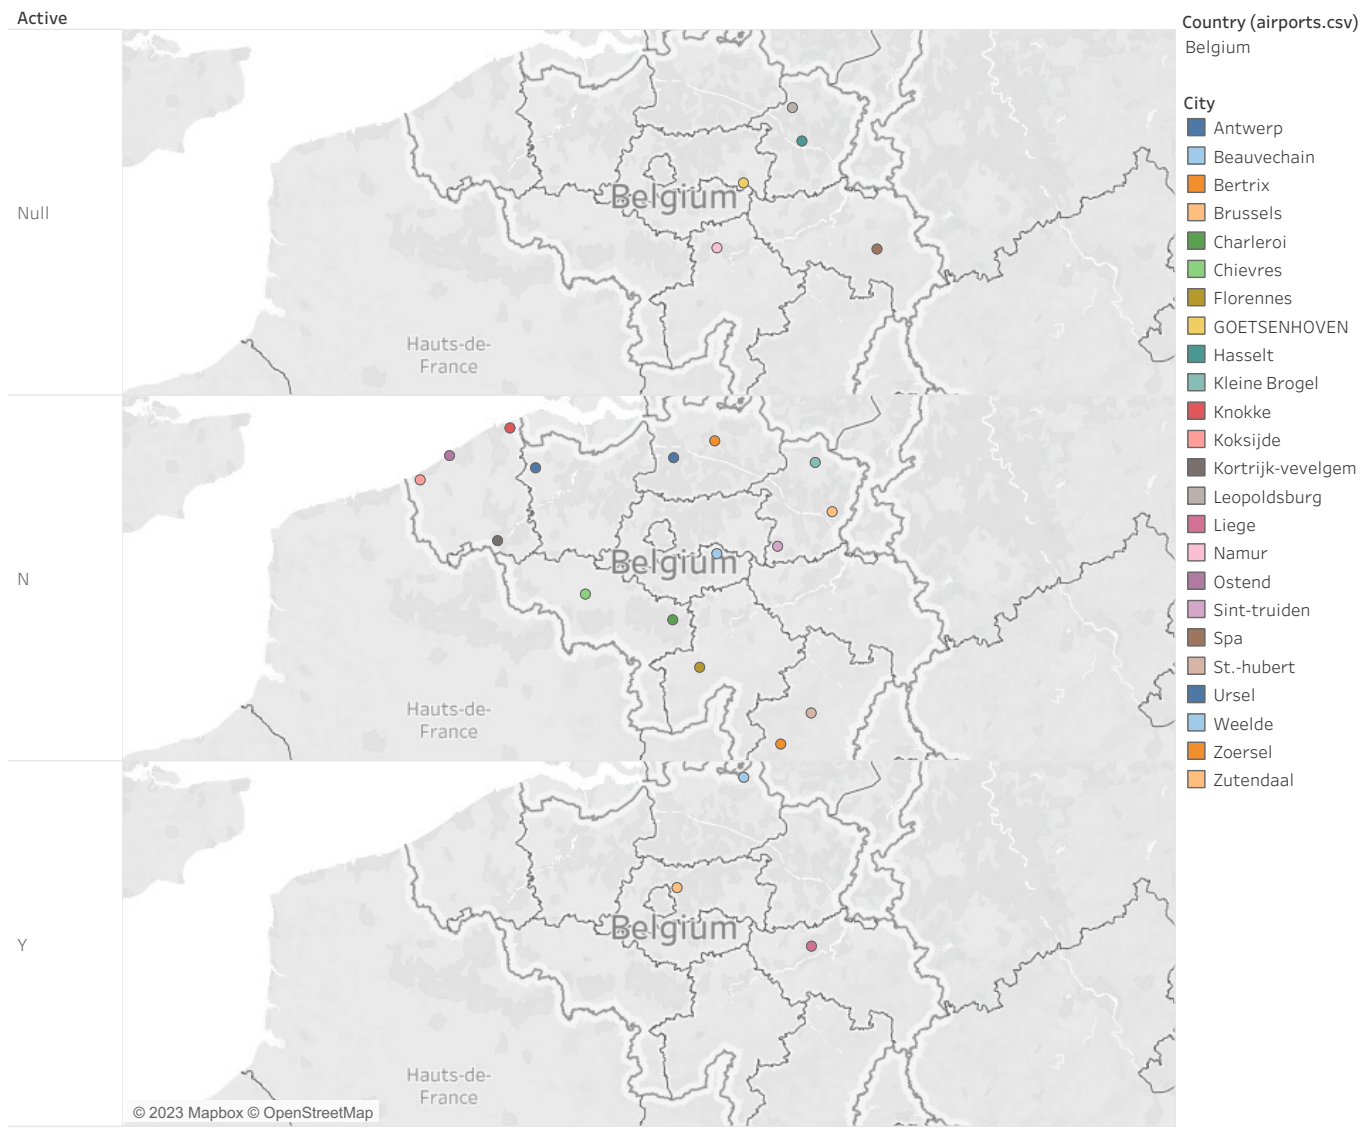 Active
Country (airports.csv)
Belgium
City
Antwerp
Beauvechain
Bertrix
Brussels
Charleroi
Chievres
Florennes
GOETSENHOVEN
Hasselt
Kleine Brogel
Knokke
Koksijde
Kortrijk-vevelgem
Leopoldsburg
Liege
Namur
Ostend
Sint-truiden
Spa
St.-hubert
Ursel
Weelde
Zoersel
Zutendaal
Null
Belgium
Hauts-de-
France
N
Belgium
Hauts-de-
France
Y
Belgium
Hauts-de-
France
© 2023 Mapbox © OpenStreetMap